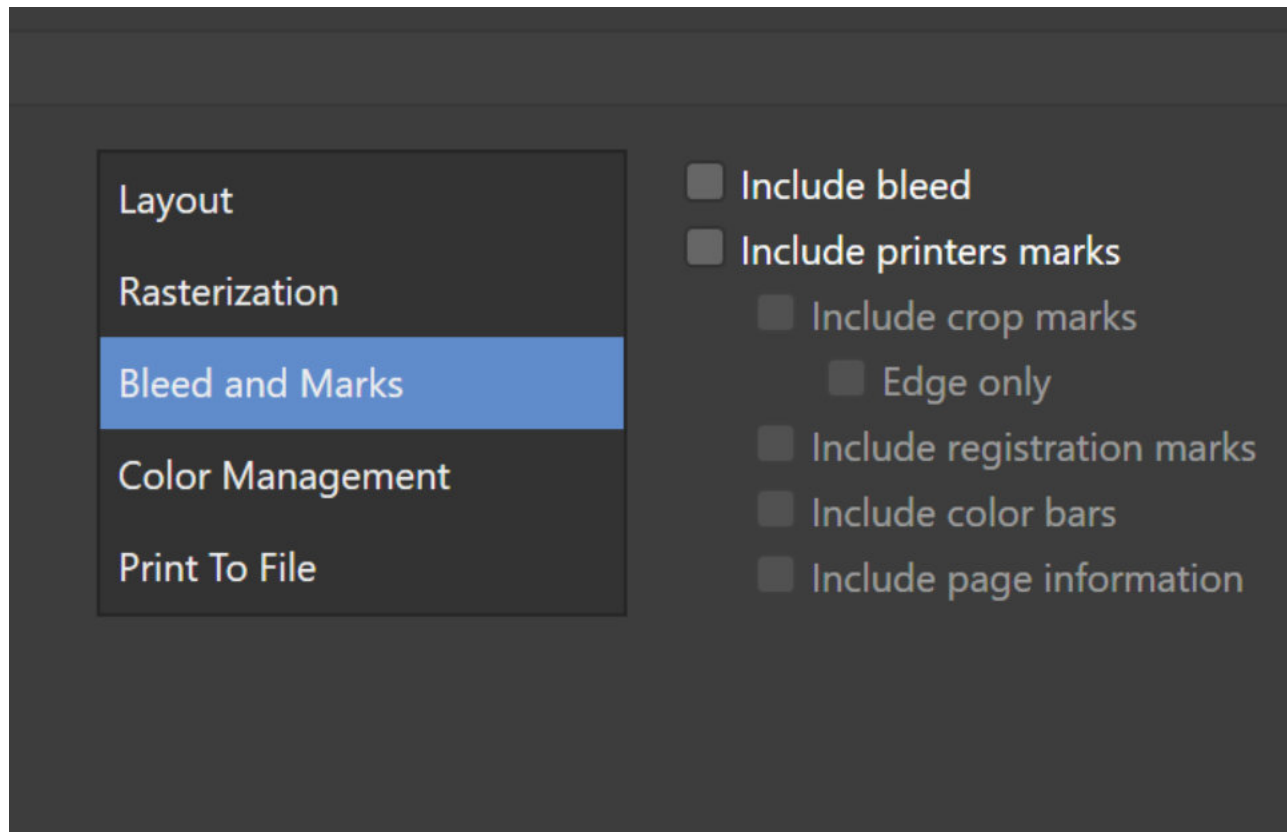 Layout
Rasterization
Bleed and Marks
Color Management
Print To File
Include bleed
Include printers marks
Include crop marks
Edge only
Include registration marks
Include color bars
Include page information